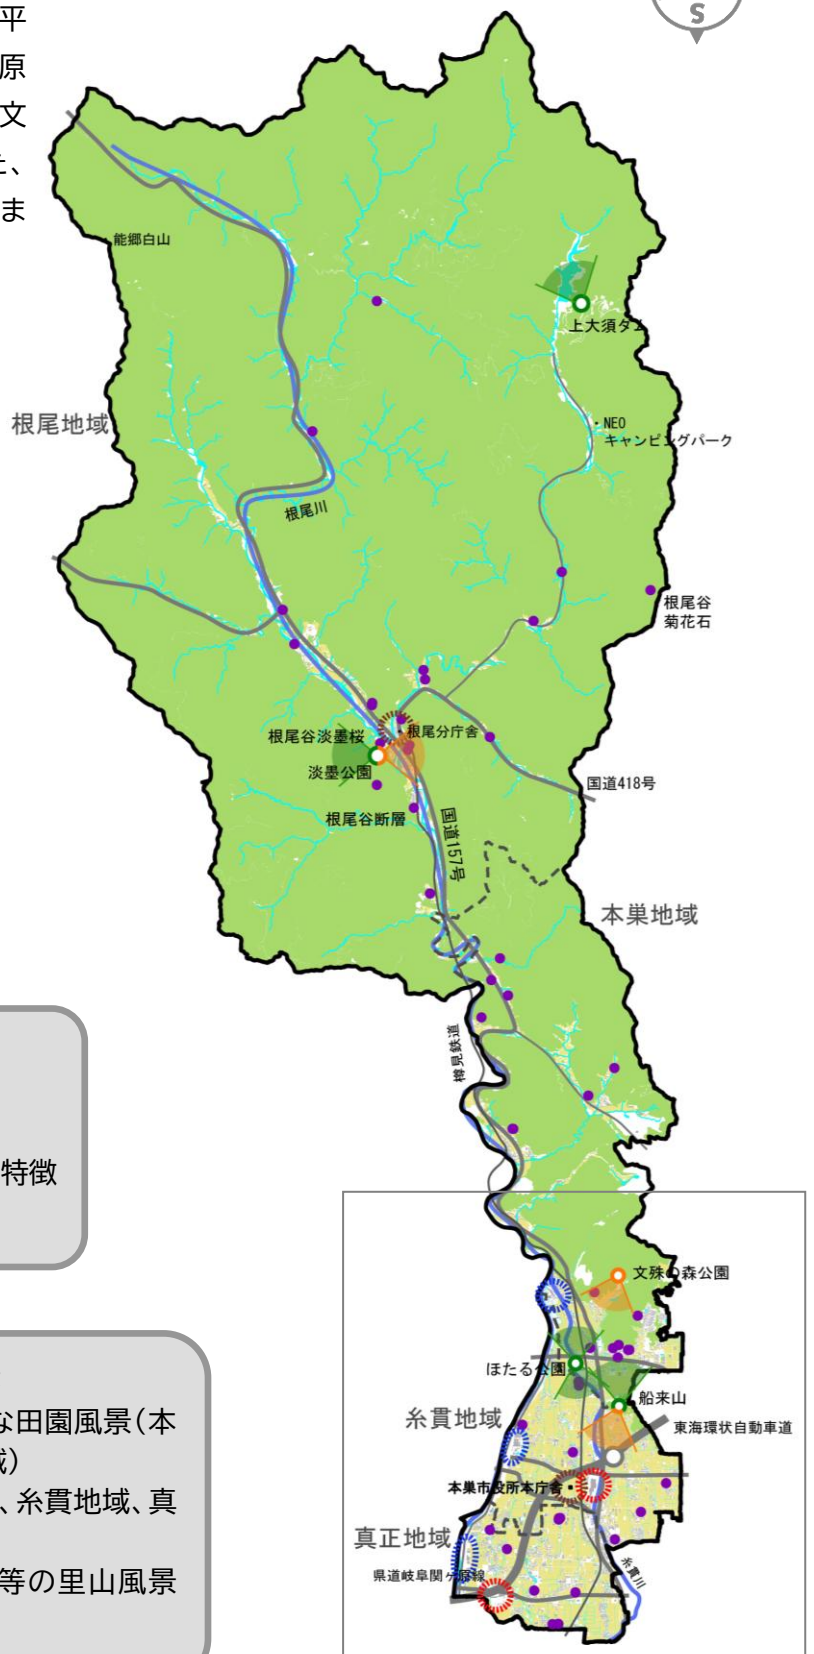 平
原
文
ま
S
能郷白山
上大須ダム
根尾地域
NEO
キャンピングパーク
根尾川
根尾谷
菊花石
根尾谷淡墨桜
根尾分庁舎
淡墨公園
国道418号
根尾谷断層
国道157号
本巣地域
樽見鉄道
特徴
文殊の森公園
ほたる公園
船来山
糸貫地域
東海環状自動車道
な田園風景(本
本巣市役所本庁舎
、糸貫地域、真
真正地域
県道岐阜関ケ原線
糸貫川
等の里山風景